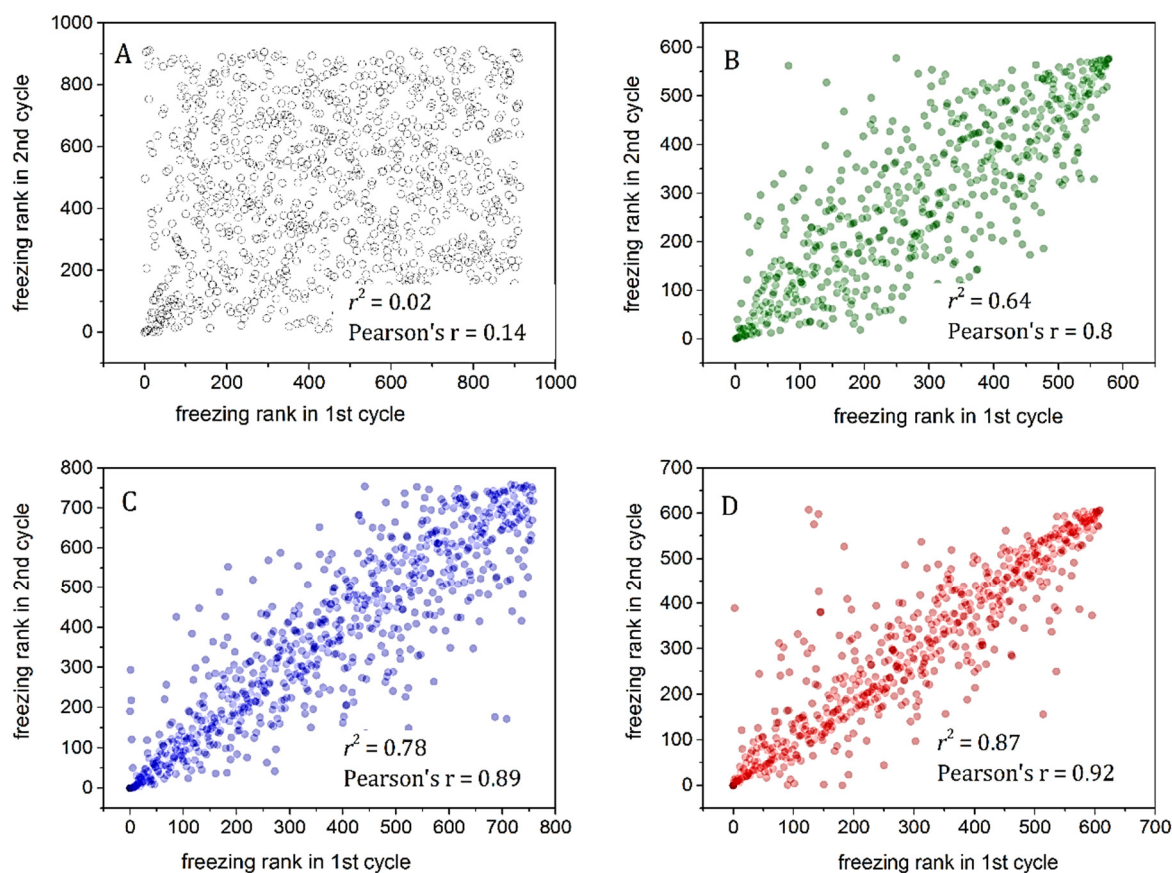 A
1000
800
600
400
200
0
freezing rank in 2nd cycle
r² = 0.02
Pearson's r = 0.14
0 200 400 600 800 1000
freezing rank in 1st cycle
B
600
500
400
300
200
100
0
freezing rank in 2nd cycle
r² = 0.64
Pearson's r = 0.8
0 100 200 300 400 500 600
freezing rank in 1st cycle
C
800
700
600
500
400
300
200
100
0
freezing rank in 2nd cycle
r² = 0.78
Pearson's r = 0.89
0 100 200 300 400 500 600 700 800
freezing rank in 1st cycle
D
700
600
500
400
300
200
100
0
freezing rank in 2nd cycle
r² = 0.87
Pearson's r = 0.92
0 100 200 300 400 500 600 700
freezing rank in 1st cycle